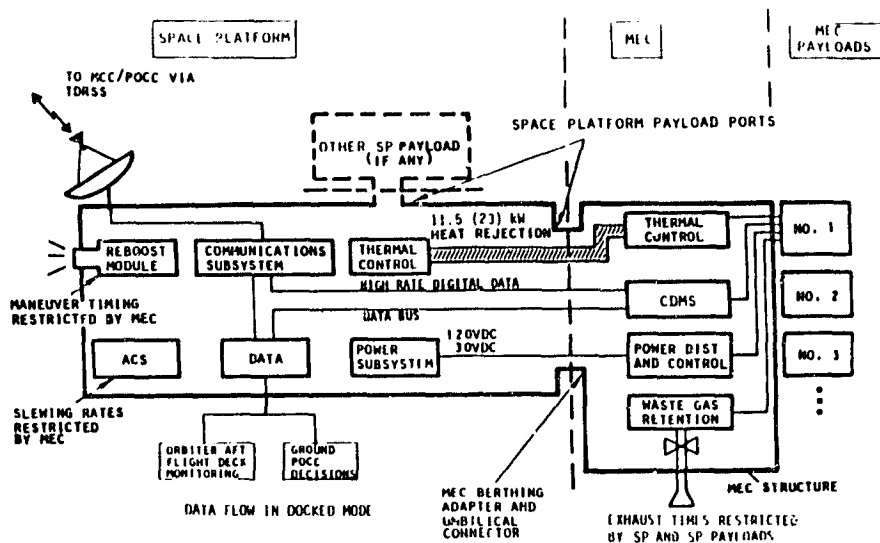 SPACE PLATFORM
MEC
MEC
PAYLOADS
TO MCC/POCC VIA
TDRSS
OTHER SP PAYLOAD
(IF ANY)
SPACE PLATFORM PAYLOAD PORTS
11.5 (23) kW
HEAT REJECTION
REBOOST
MODULE
COMMUNICATIONS
SUBSYSTEM
THERMAL
CONTROL
THERMAL
CONTROL
NO. 1
HIGH RATE DIGITAL DATA
MANEUVER TIMING
RESTRICTED BY MEC
CDMS
NO. 2
DATA BUS
ACS
DATA
POWER
SUBSYSTEM
120VDC
30VDC
POWER DIST
AND CONTROL
NO. 3
SLEWING RATES
RESTRICTED
BY MEC
WASTE GAS
RETENTION
ORBITER AFT
FLIGHT DECK
MONITORING
GROUND
POCC
DECISIONS
DATA FLOW IN DOCKED MODE
MEC BERTHING
ADAPTER AND
UMBILICAL
CONNECTOR
MEC STRUCTURE
EXHAUST TIMES RESTRICTED
BY SP AND SP PAYLOADS